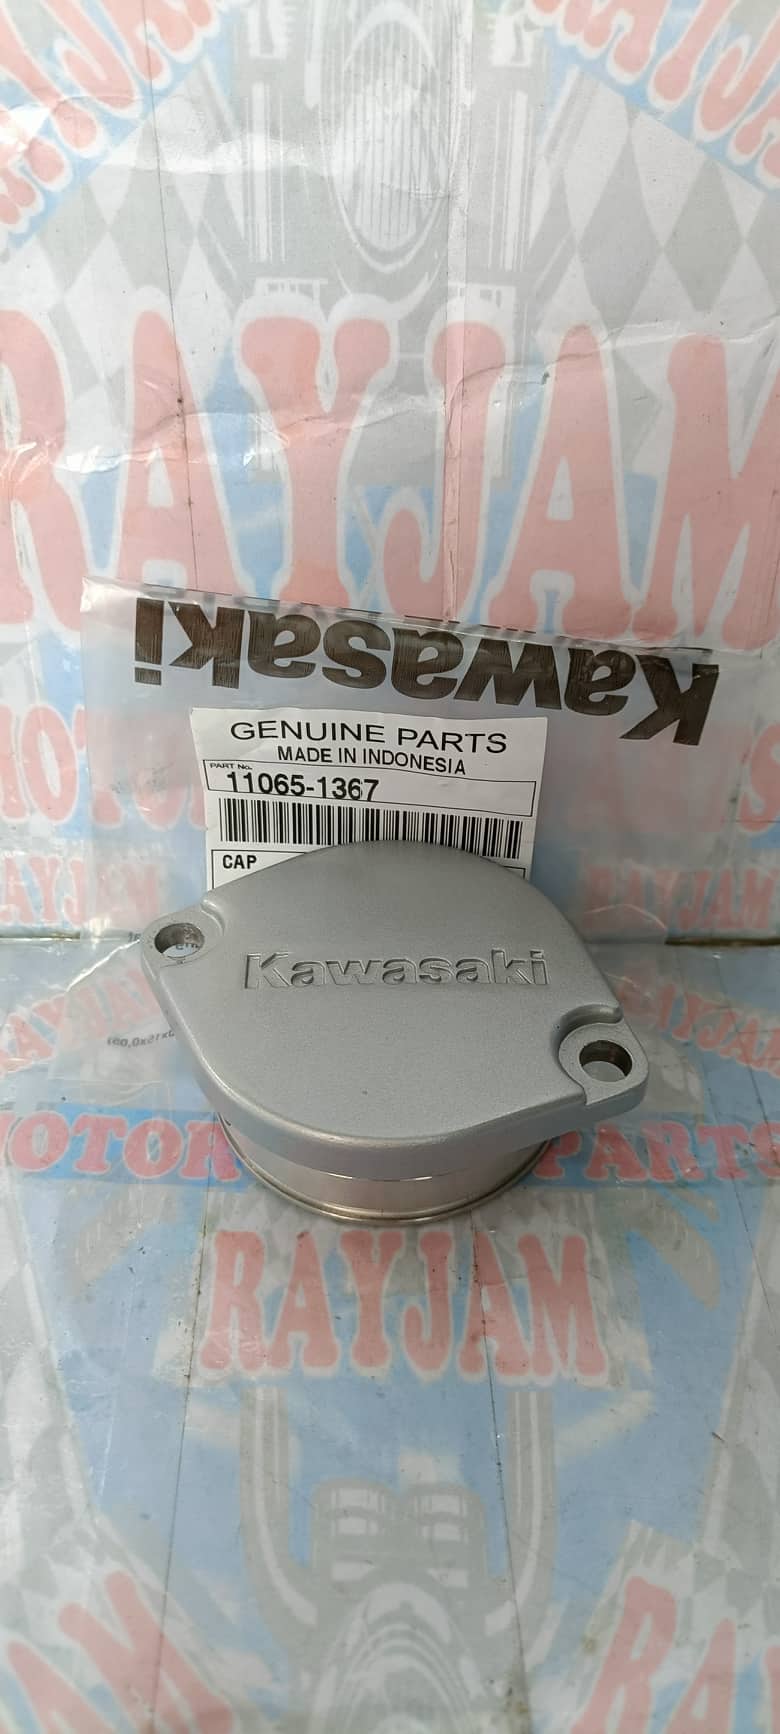 RAYJAM
Kawasaki
GENUINE PARTS
MADE IN INDONESIA
PART No.
11065-1367
CAP
Kawasaki
MOTOR PARTS
RAYJAM